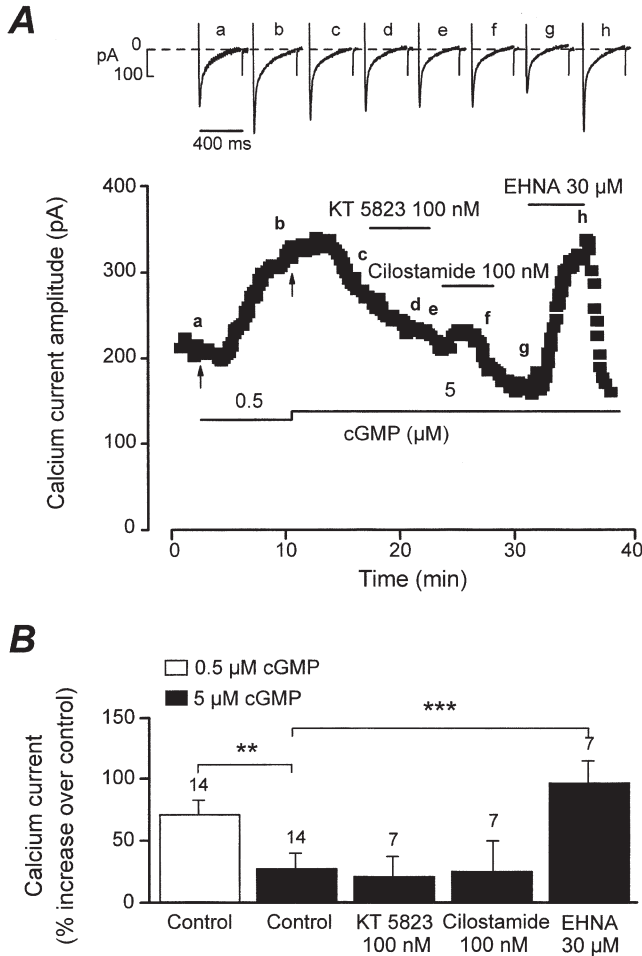 A
a b c d e f g h
0
pA
100
400 ms
EHNA 30 µM
400
KT 5823 100 nM
h
b
c
300
Cilostamide 100 nM
d e
f
a
g
200
0.5
5
cGMP (µM)
100
0
Calcium current amplitude (pA)
0 10 20 30 40
Time (min)
B
0.5 µM cGMP
5 µM cGMP
150
***
**
7
100
14
14
7
7
50
0
Calcium current
(% increase over control)
Control Control KT 5823 Cilostamide EHNA
100 nM 100 nM 30 µM